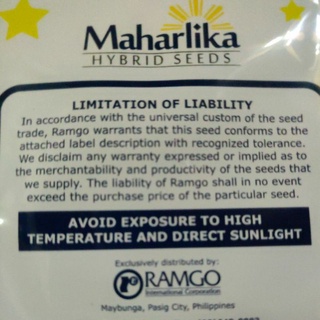 Maharlika
HYBRID SEEDS
LIMITATION OF LIABILITY
In accordance with the universal custom of the seed
trade, Ramgo warrants that this seed conforms to the
attached label description with recognized tolerance.
We disclaim any warranty expressed or implied as to
the merchantability and productivity of the seeds that
we supply. The liability of Ramgo shall in no event
exceed the purchase price of the particular seed.
AVOID EXPOSURE TO HIGH
TEMPERATURE AND DIRECT SUNLIGHT
Exclusively distributed by:
RAMGO
International Corporation
Maybunga, Pasig City, Philippines